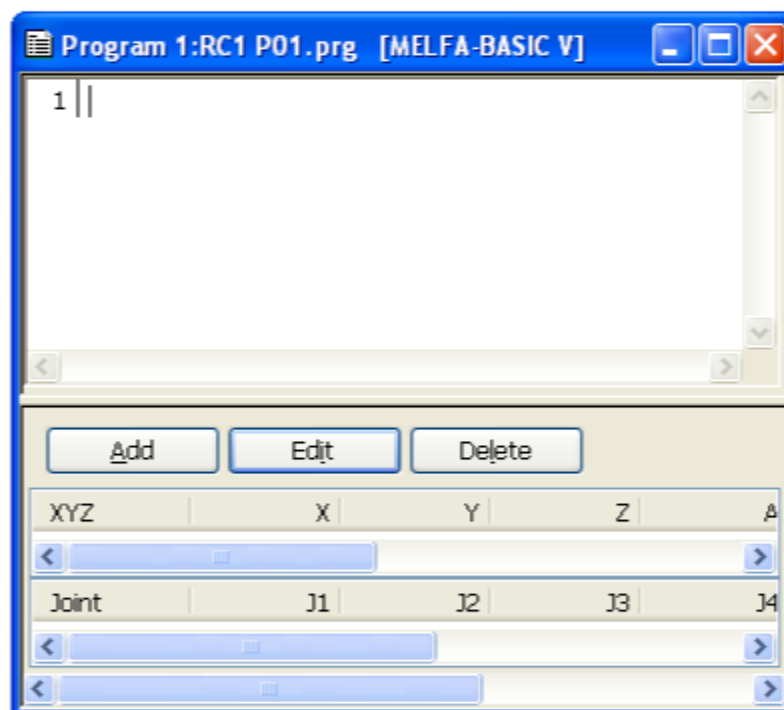 Program 1:RC1 P01.prg [MELFA-BASIC V]
1
Add Edit Delete
XYZ X Y Z A
Joint J1 J2 J3 J4